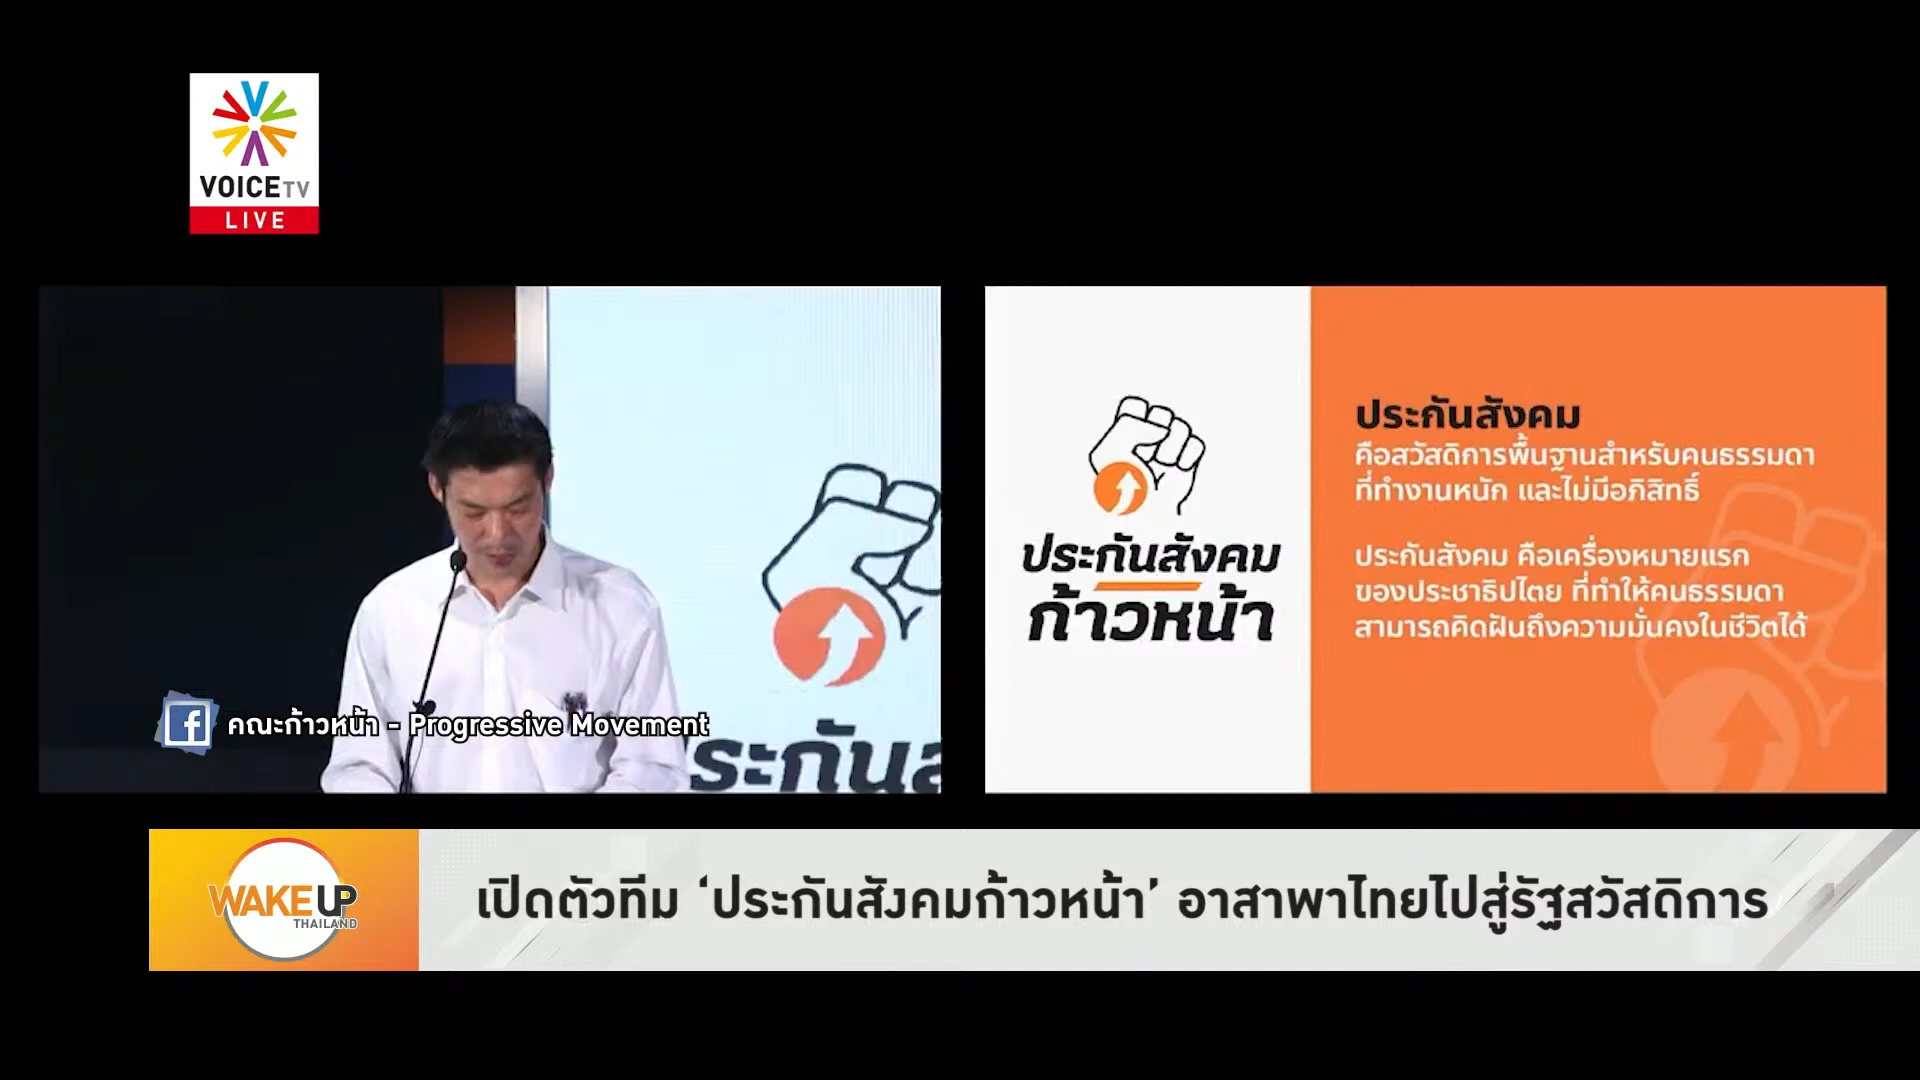 VOICETV
LIVE
คณะก้าวหน้า - Progressive Movement
ระกันสั
ประกันสังคม
ก้าวหน้า
ประกันสังคม
คือสวัสดิการพื้นฐานสำหรับคนธรรมดา
ที่ทำงานหนัก และไม่มีอภิสิทธิ์
ประกันสังคม คือเครื่องหมายแรก
ของประชาธิปไตย ที่ทำให้คนธรรมดา
สามารถคิดฝันถึงความมั่นคงในชีวิตได้
WAKE UP
THAILAND
เปิดตัวทีม ‘ประกันสังคมก้าวหน้า’ อาสาพาไทยไปสู่รัฐสวัสดิการ